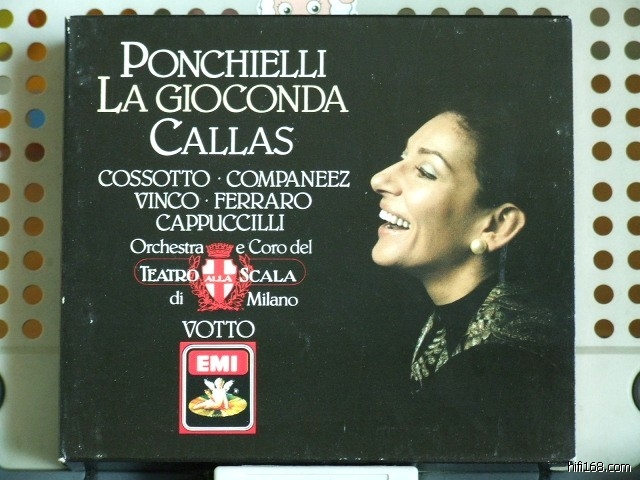 PONCHIELLI
LA GIOCONDA
CALLAS
COSSOTTO · COMPANEEZ
VINCO · FERRARO
CAPPUCCILLI
Orchestra e Coro del
TEATRO ALLA SCALA
di Milano
VOTTO
EMI
hifi168.com